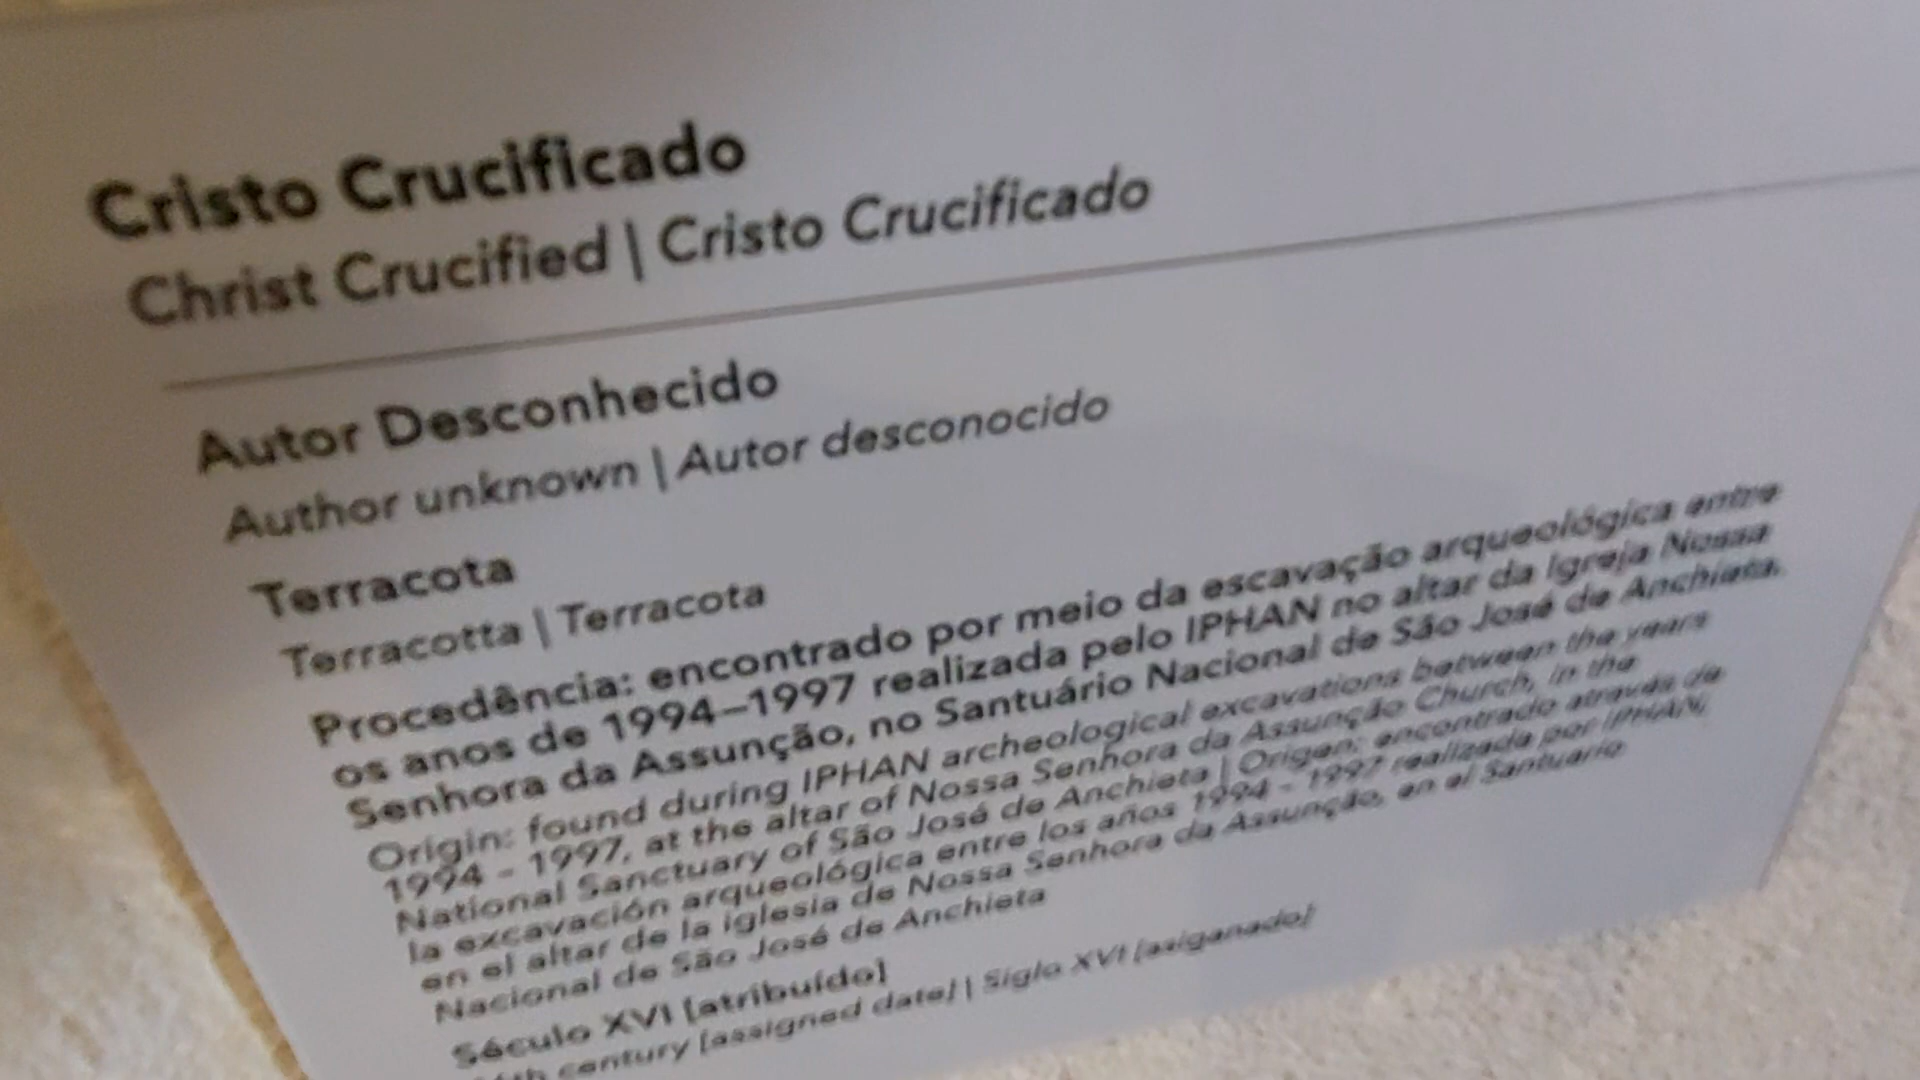 Cristo Crucificado
Christ Crucified | Cristo Crucificado
Autor Desconhecido
Author unknown | Autor desconocido
Terracota
Terracotta | Terracota
Procedência: encontrado por meio da escavação arqueológica entre
os anos de 1994–1997 realizada pelo IPHAN no altar da Igreja Nossa
Senhora da Assunção, no Santuário Nacional de São José de Anchieta.
Origin: found during IPHAN archeological excavations between the years
1994 - 1997, at the altar of Nossa Senhora da Assunção Church, in the
National Sanctuary of São José de Anchieta | Origen: encontrado através de
la excavación arqueológica entre los años 1994 - 1997 realizada por IPHAN,
en el altar de la iglesia de Nossa Senhora da Assunção, en el Santuario
Nacional de São José de Anchieta
Século XVI [atribuído]
16th century [assigned date] | Siglo XVI [asiganado]